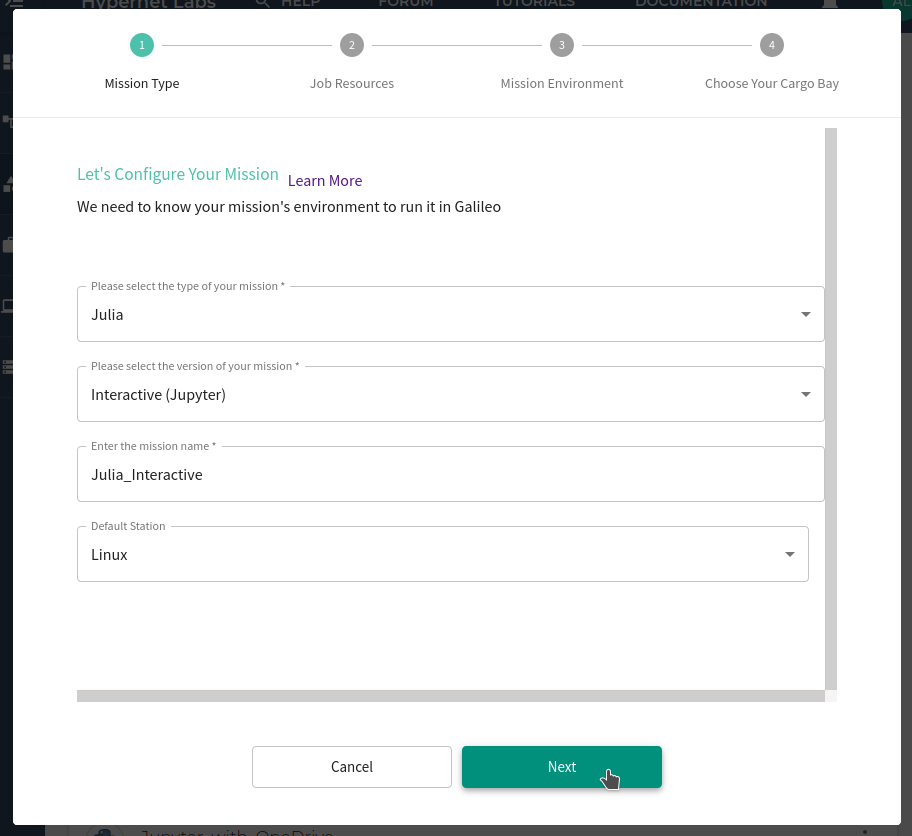 Hypernet Labs HELP FORUM TUTORIALS DOCUMENTATION
1 2 3 4
Mission Type Job Resources Mission Environment Choose Your Cargo Bay
Let's Configure Your Mission Learn More
We need to know your mission's environment to run it in Galileo
Please select the type of your mission *
Julia
Please select the version of your mission *
Interactive (Jupyter)
Enter the mission name *
Julia_Interactive
Default Station
Linux
Cancel Next
Jupyter with OneDrive